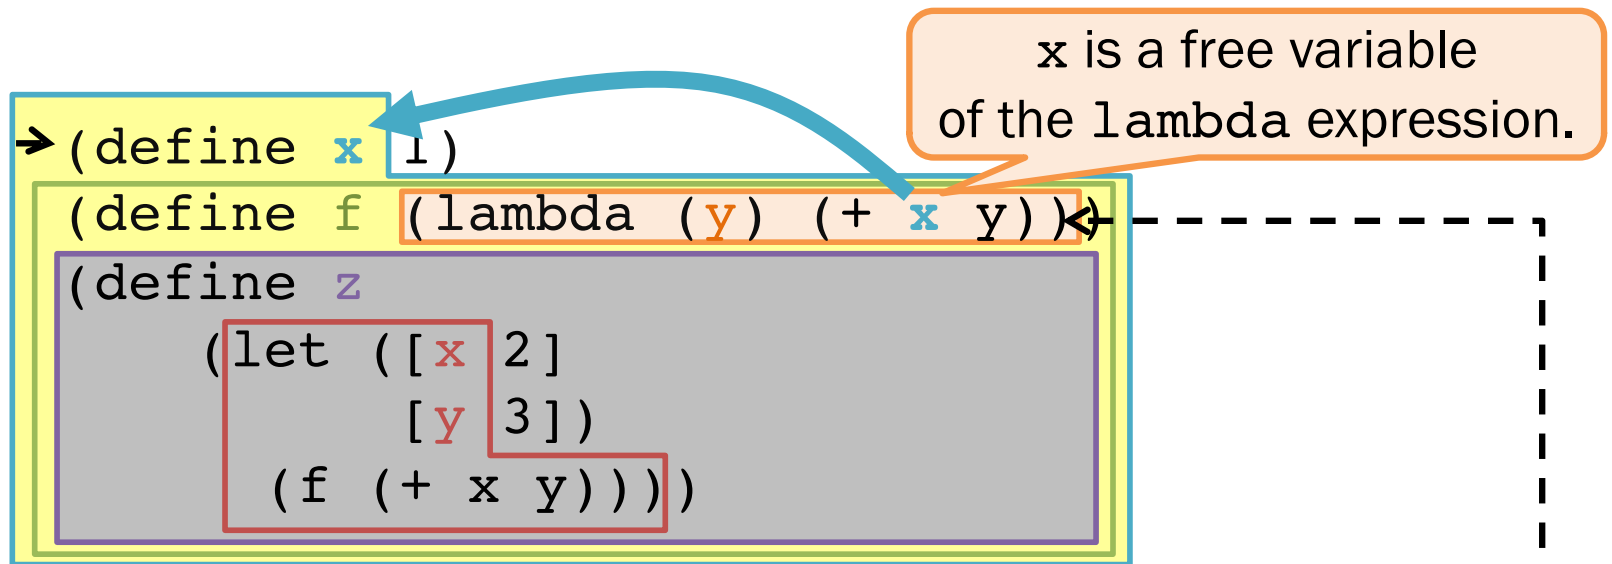 x is a free variable
of the lambda expression.
(define x 1)
(define f (lambda (y) (+ x y)))
(define z
(let ([x 2]
[y 3])
(f (+ x y))))